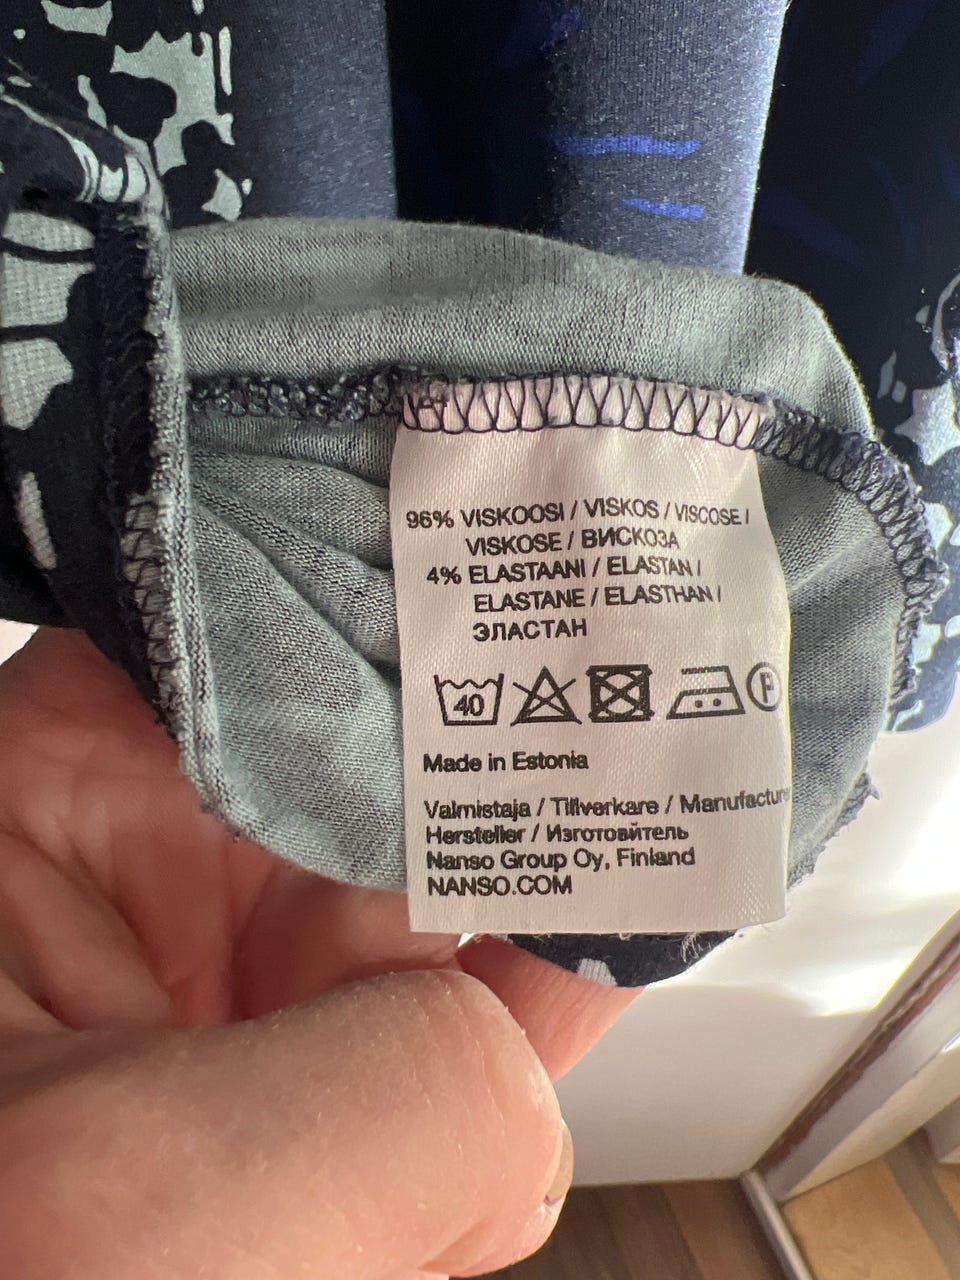 96% VISKOOSI / VISKOS / VISCOSE /
VISKOSE / ВИСКОЗА
4% ELASTAANI / ELASTAN /
ELASTANE / ELASTHAN /
ЭЛАСТАН
40 P
Made in Estonia
Valmistaja / Tillverkare / Manufacture
Hersteller / Изготовйтель
Nanso Group Oy, Finland
NANSO.COM